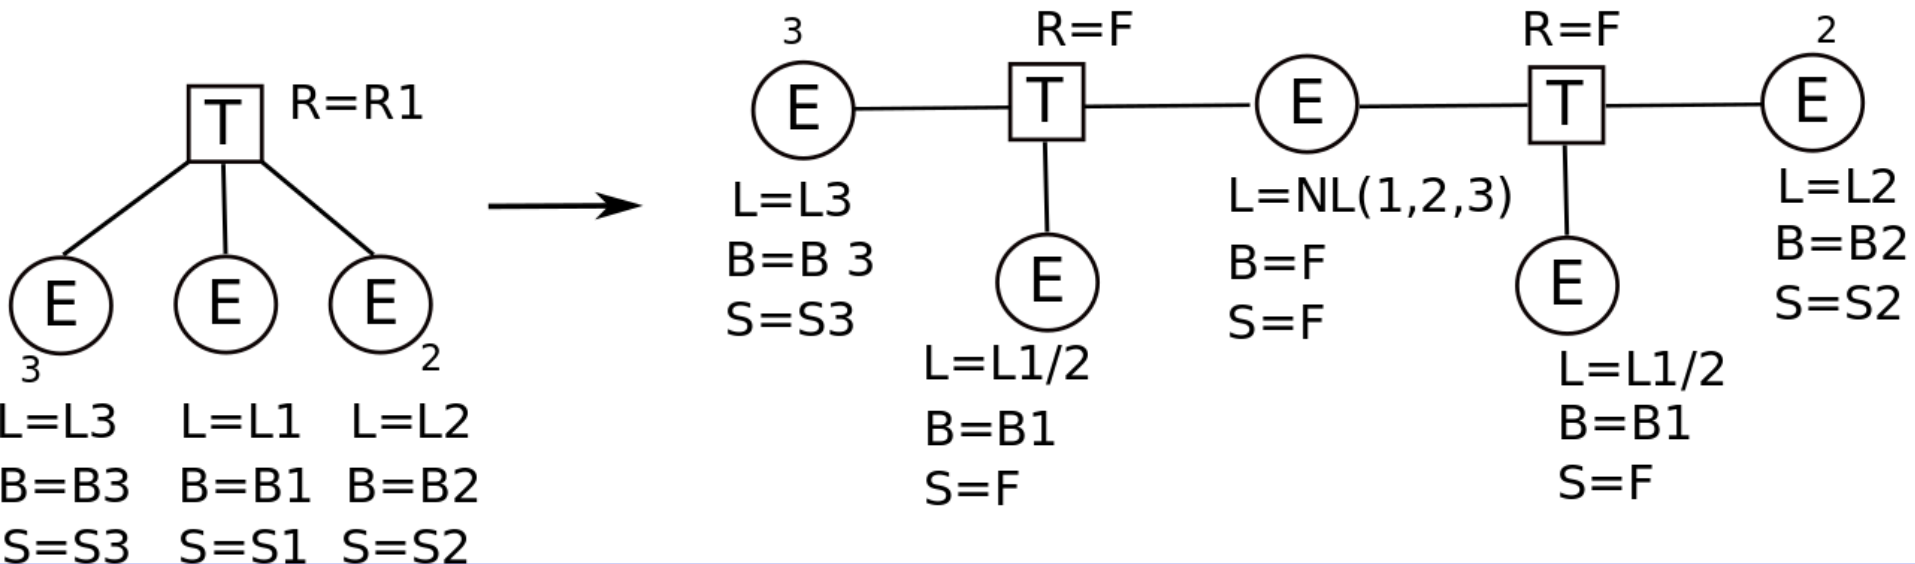 T
R=R1
E
E
E
3
2
L=L3
L=L1
L=L2
B=B3
B=B1
B=B2
S=S3
S=S1
S=S2
3
R=F
R=F
2
E
T
E
T
E
L=L3
B=B 3
S=S3
E
L=L1/2
B=B1
S=F
L=NL(1,2,3)
B=F
S=F
E
L=L1/2
B=B1
S=F
L=L2
B=B2
S=S2